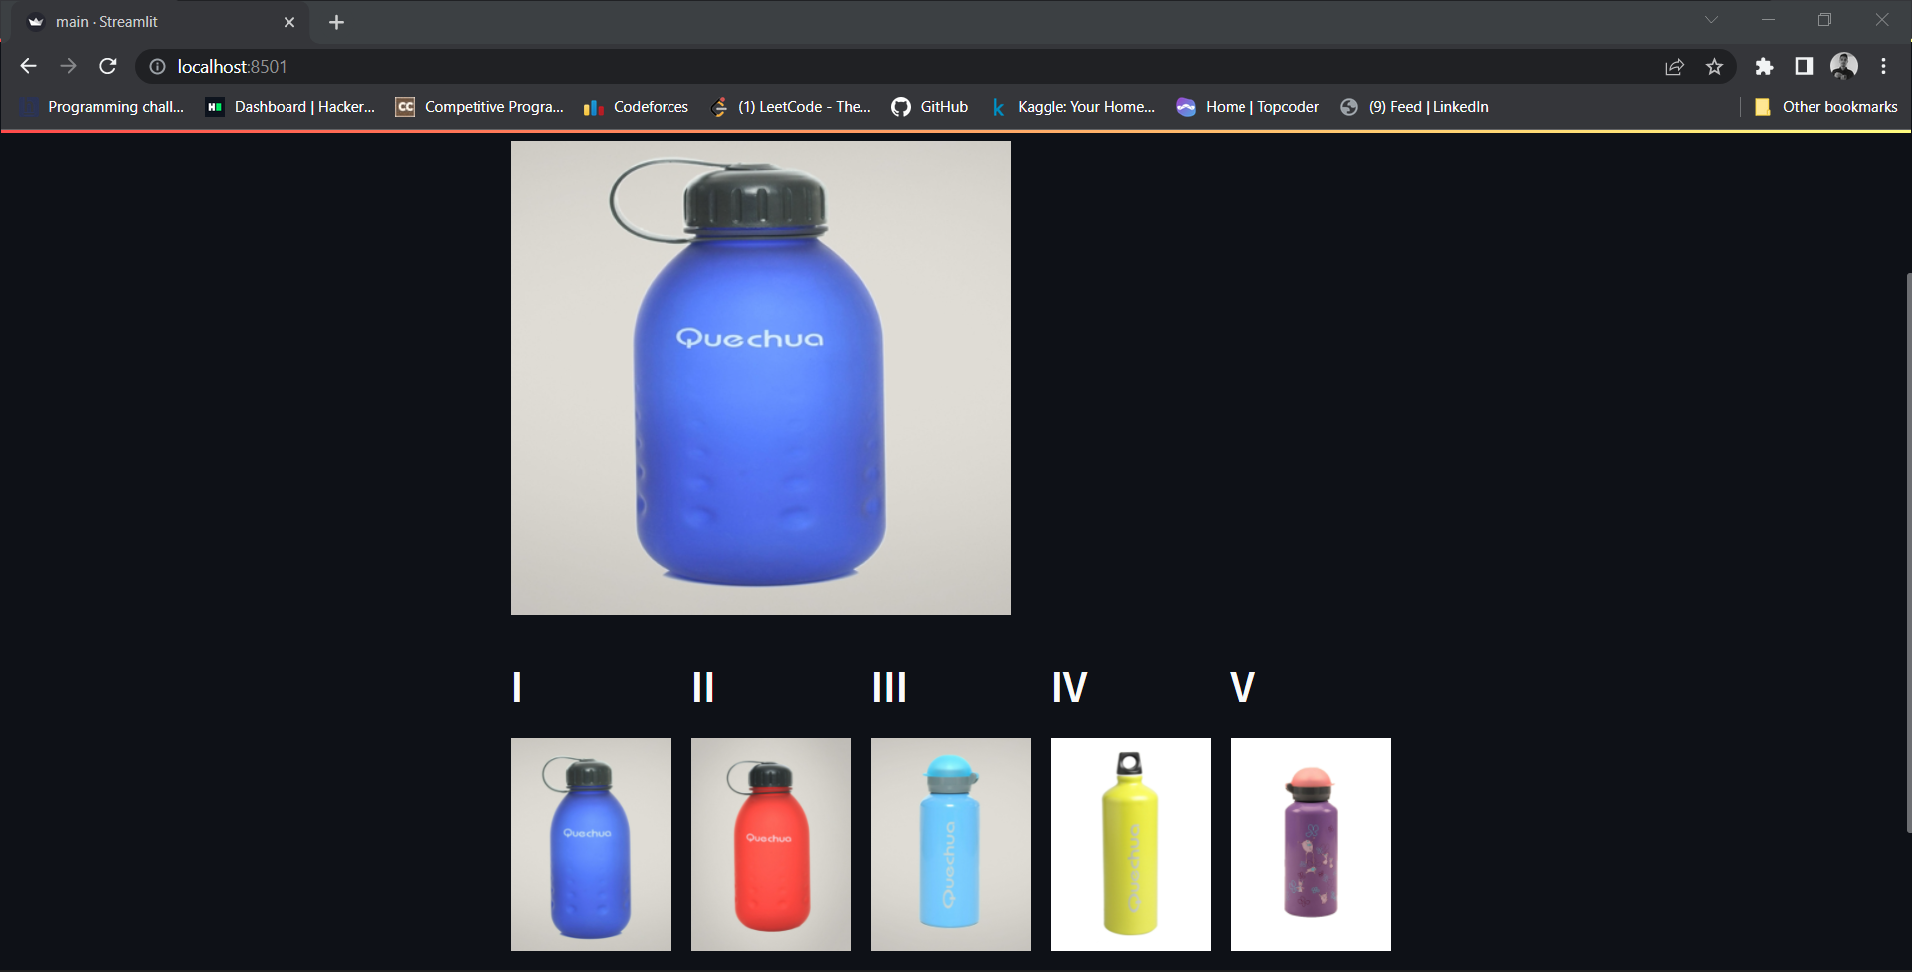 main · Streamlit
localhost:8501
Programming chall...
H
Dashboard | Hacker...
CC
Competitive Progra...
Codeforces
(1) LeetCode - The...
GitHub
k
Kaggle: Your Home...
Home | Topcoder
(9) Feed | LinkedIn
Other bookmarks
Quechua
I II III IV V
Quechua
Quechua
Quechua
Quechua